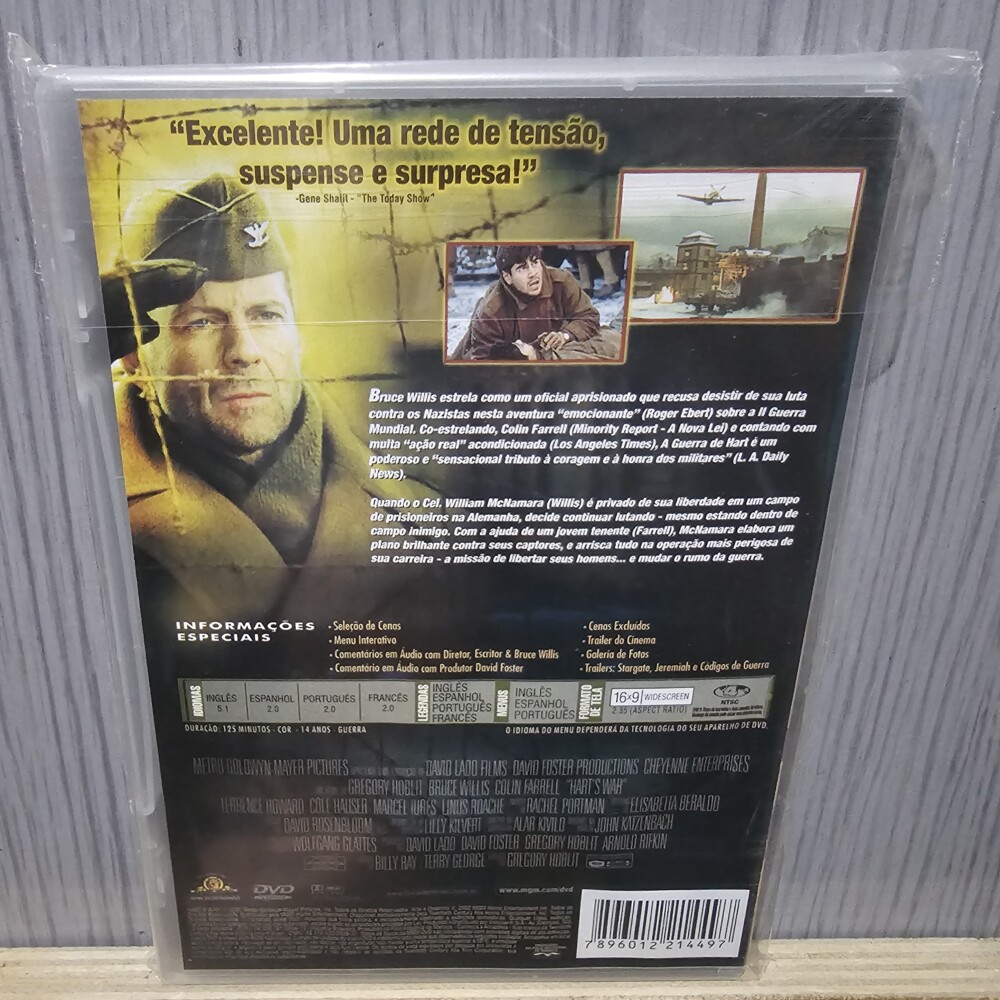 “Excelente! Uma rede de tensão,
suspense e surpresa!”
-Gene Shalit - "The Today Show"
Bruce Willis estrela como um oficial aprisionado que recusa desistir de sua luta
contra os Nazistas nesta aventura “emocionante” (Roger Ebert) sobre a II Guerra
Mundial. Co-estrelando, Colin Farrell (Minority Report - A Nova Lei) e contando com
muita “ação real” acondicionada (Los Angeles Times), A Guerra de Hart é um
poderoso e “sensacional tributo à coragem e à honra dos militares” (L. A. Daily
News).
Quando o Cel. William McNamara (Willis) é privado de sua liberdade em um campo
de prisioneiros na Alemanha, decide continuar lutando - mesmo estando dentro de
campo inimigo. Com a ajuda de um jovem tenente (Farrell), McNamara elabora um
plano brilhante contra seus captores, e arrisca tudo na operação mais perigosa de
sua carreira - a missão de libertar seus homens... e mudar o rumo da guerra.
INFORMAÇÕES
ESPECIAIS
- Seleção de Cenas
- Menu Interativo
- Comentários em Áudio com Diretor, Escritor & Bruce Willis
- Comentário em Áudio com Produtor David Foster
- Cenas Excluídas
- Trailer do Cinema
- Galeria de Fotos
- Trailers: Stargate, Jeremiah e Códigos de Guerra
IDIOMAS
INGLÊS
5.1
ESPANHOL
2.0
PORTUGUÊS
2.0
FRANCÊS
2.0
LEGENDAS
INGLÊS
ESPANHOL
PORTUGUÊS
FRANCÊS
MENUS
INGLÊS
ESPANHOL
PORTUGUÊS
FORMATO
DE TELA
16x9 WIDESCREEN
2.35 (ASPECT RATIO)
4
NTSC
DURAÇÃO: 125 MINUTOS - COR - 14 ANOS - GUERRA
O IDIOMA DO MENU DEPENDERÁ DA TECNOLOGIA DO SEU APARELHO DE DVD.
METRO GOLDWYN MAYER PICTURES DAVID LADD FILMS DAVID FOSTER PRODUCTIONS CHEYENNE ENTERPRISES
GREGORY HOBLIT BRUCE WILLIS COLIN FARRELL "HART'S WAR"
TERRENCE HOWARD COLE HAUSER MARCEL IURES LINUS ROACHE RACHEL PORTMAN ELISABETTA BERALDO
DAVID ROSENBLOOM LILLY KILVERT ALAR KIVILO JOHN KATZENBACH
WOLFGANG GLATTES DAVID LADD DAVID FOSTER GREGORY HOBLIT ARNOLD RIFKIN
BILLY RAY TERRY GEORGE GREGORY HOBLIT
DVD
www.mgm.com/dvd
7 896012 214497